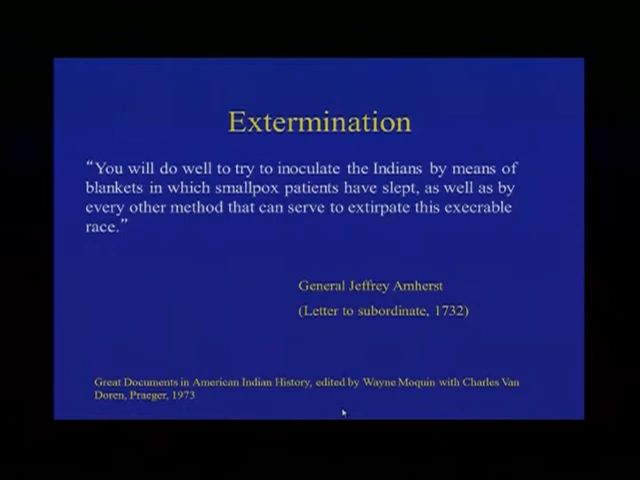 Extermination
“You will do well to try to inoculate the Indians by means of
blankets in which smallpox patients have slept, as well as by
every other method that can serve to extirpate this execrable
race.”
General Jeffrey Amherst
(Letter to subordinate, 1732)
Great Documents in American Indian History, edited by Wayne Moquin with Charles Van
Doren, Praeger, 1973